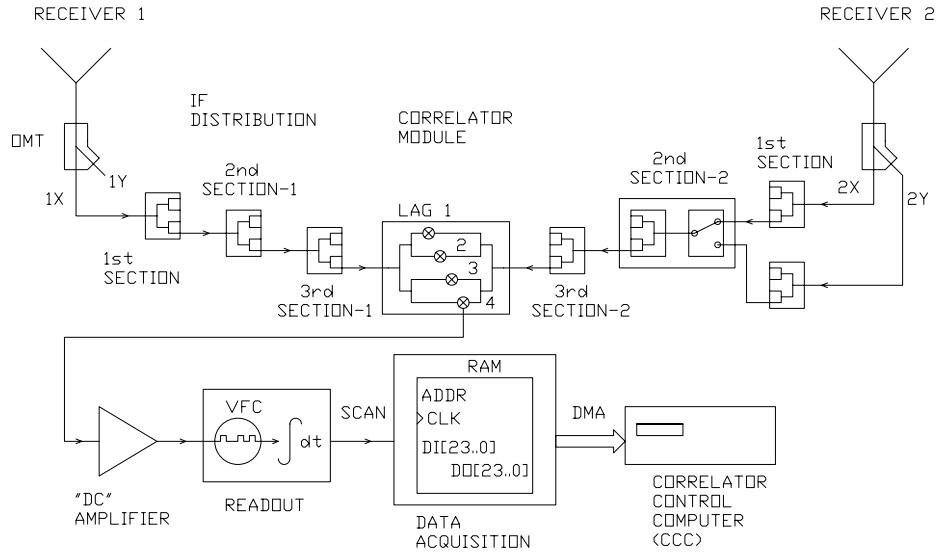 RECEIVER 1
RECEIVER 2
IF
DISTRIBUTION
CORRELATOR
MODULE
OMT
1Y
1X
2nd
SECTION-1
1st
SECTION
LAG 1
2
3
4
3rd
SECTION-1
2nd
SECTION-2
1st
SECTION
2X
2Y
3rd
SECTION-2
"DC"
AMPLIFIER
VFC
dt
READOUT
SCAN
RAM
ADDR
CLK
DI[23..0]
DO[23..0]
DATA
ACQUISITION
DMA
CORRELATOR
CONTROL
COMPUTER
(CCC)